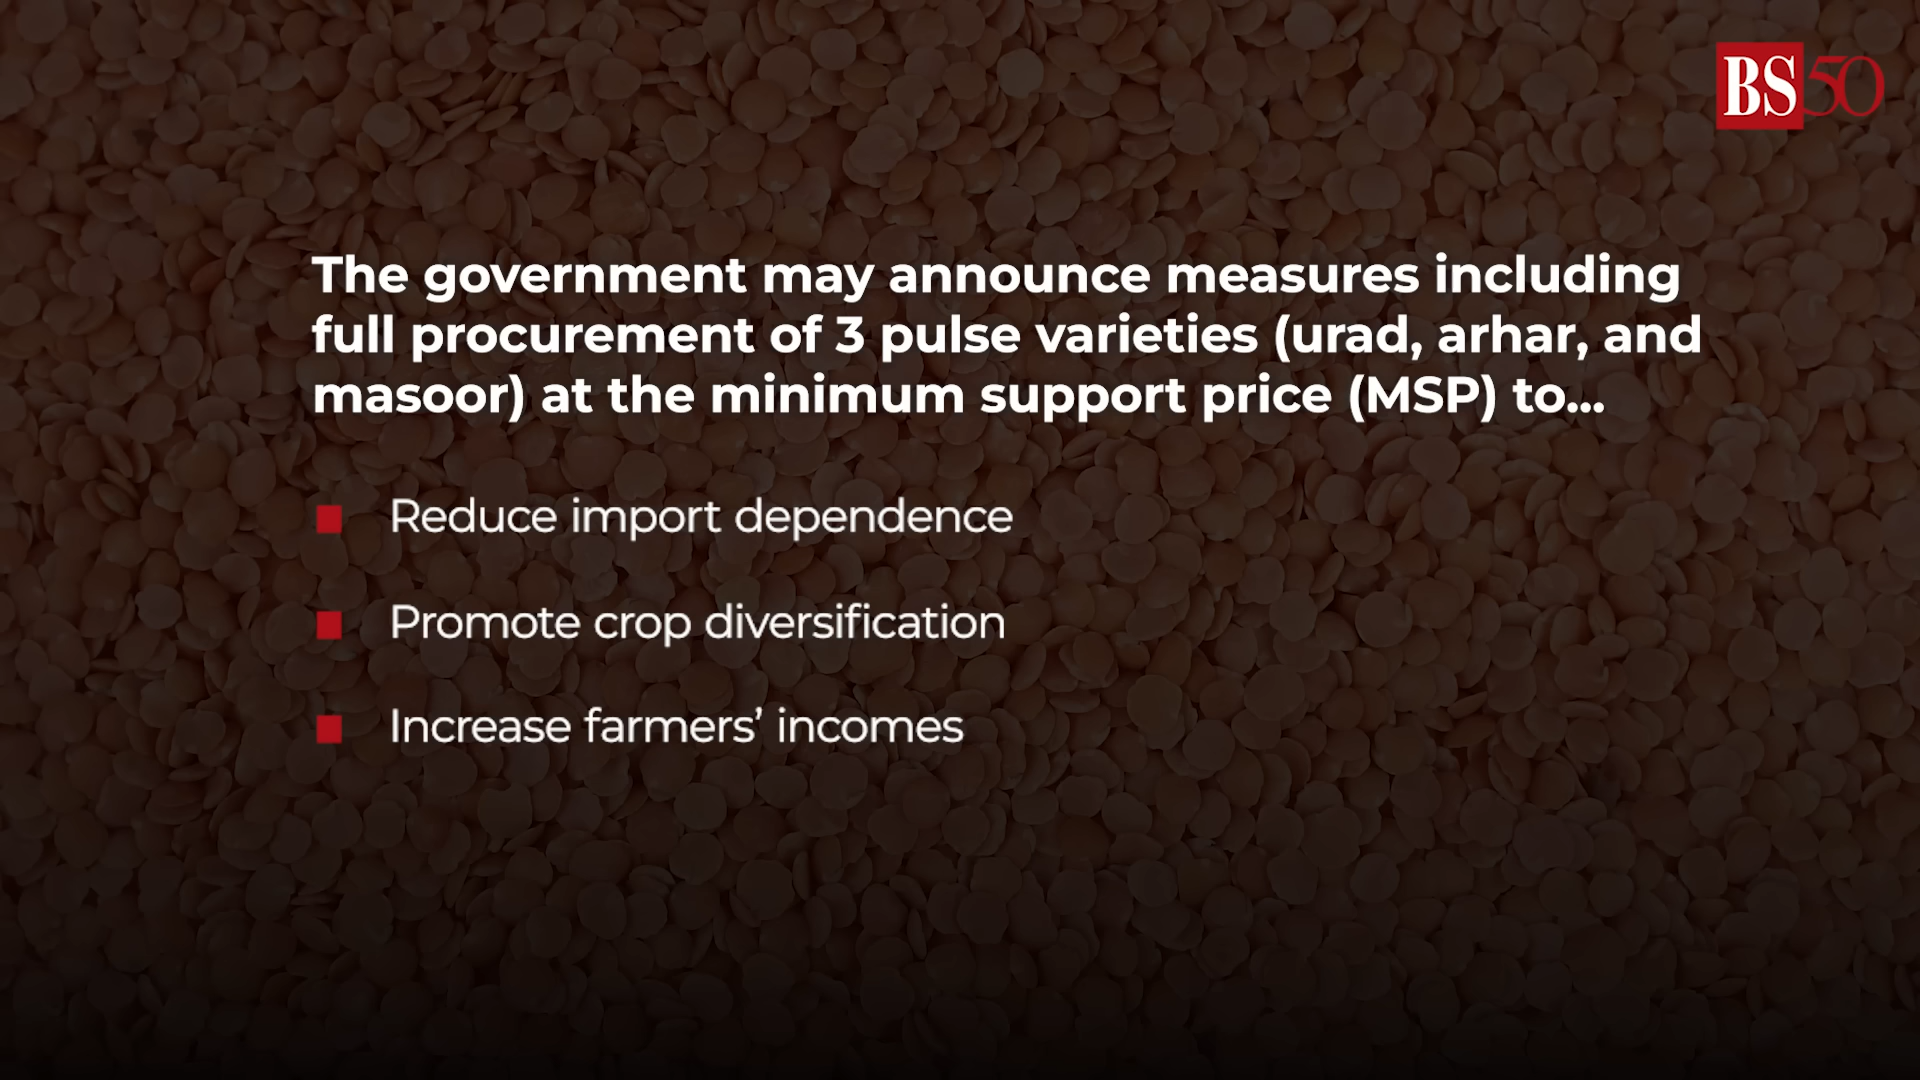 BS50
The government may announce measures including
full procurement of 3 pulse varieties (urad, arhar, and
masoor) at the minimum support price (MSP) to...
Reduce import dependence
Promote crop diversification
Increase farmers’ incomes